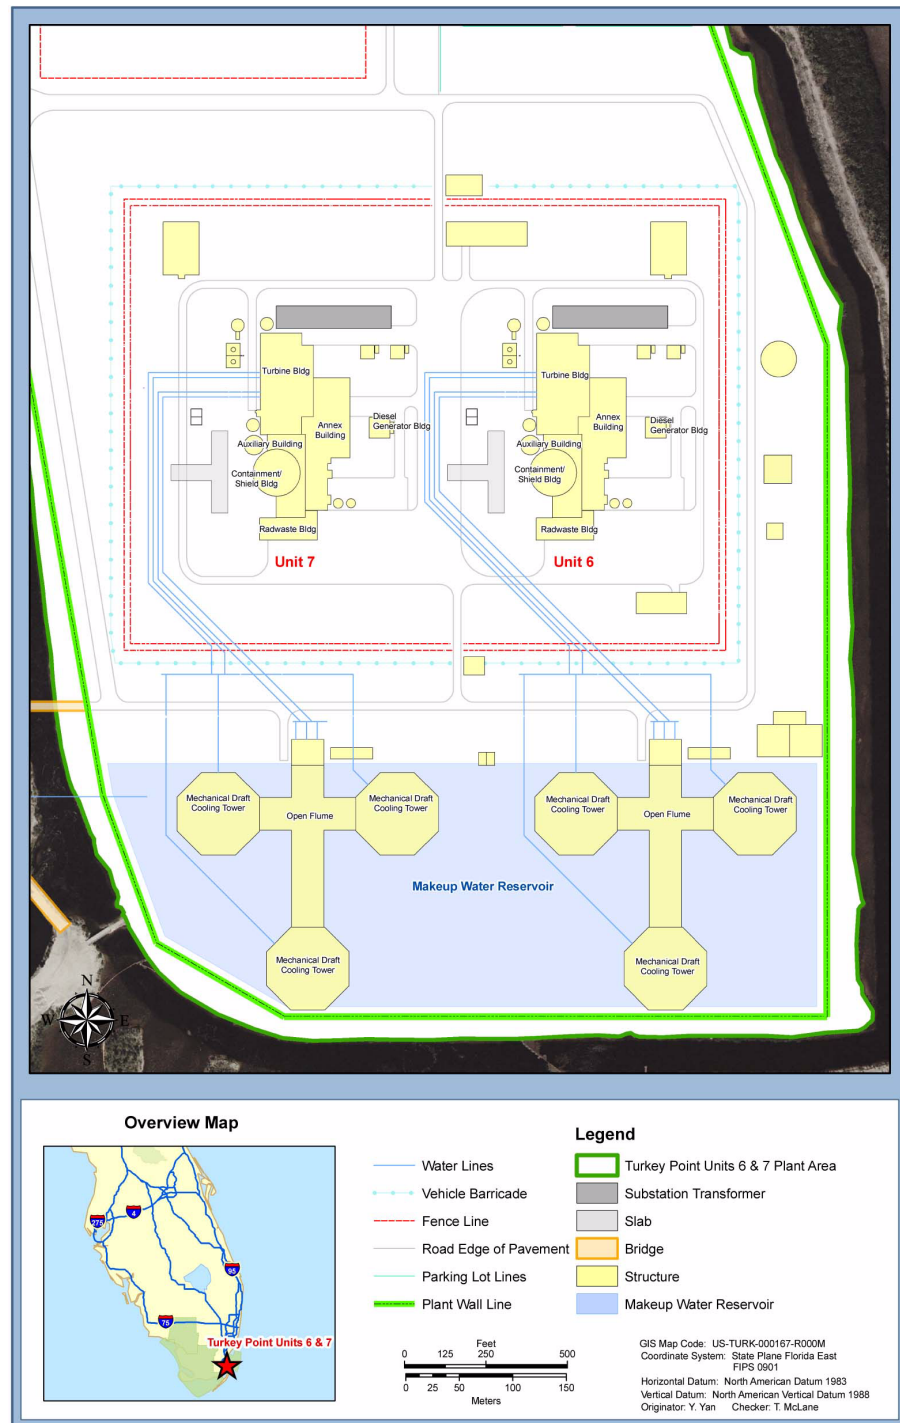 Turbine Bldg
Turbine Bldg
Annex
Building
Diesel
Generator Bldg
Annex
Building
Diesel
Generator Bldg
Auxiliary Building
Auxiliary Building
Containment/
Shield Bldg
Containment/
Shield Bldg
Radwaste Bldg
Radwaste Bldg
Unit 7
Unit 6
Mechanical Draft
Cooling Tower
Open Flume
Mechanical Draft
Cooling Tower
Mechanical Draft
Cooling Tower
Open Flume
Mechanical Draft
Cooling Tower
Makeup Water Reservoir
Mechanical Draft
Cooling Tower
Mechanical Draft
Cooling Tower
N
W
E
S
Overview Map
275
4
95
75
Turkey Point Units 6 & 7
Legend
Water Lines
Vehicle Barricade
Fence Line
Road Edge of Pavement
Parking Lot Lines
Plant Wall Line
Turkey Point Units 6 & 7 Plant Area
Substation Transformer
Slab
Bridge
Structure
Makeup Water Reservoir
Feet
0 125 250 500
0 25 50 100 150
Meters
GIS Map Code: US-TURK-000167-R000M
Coordinate System: State Plane Florida East
FIPS 0901
Horizontal Datum: North American Datum 1983
Vertical Datum: North American Vertical Datum 1988
Originator: Y. Yan Checker: T. McLane